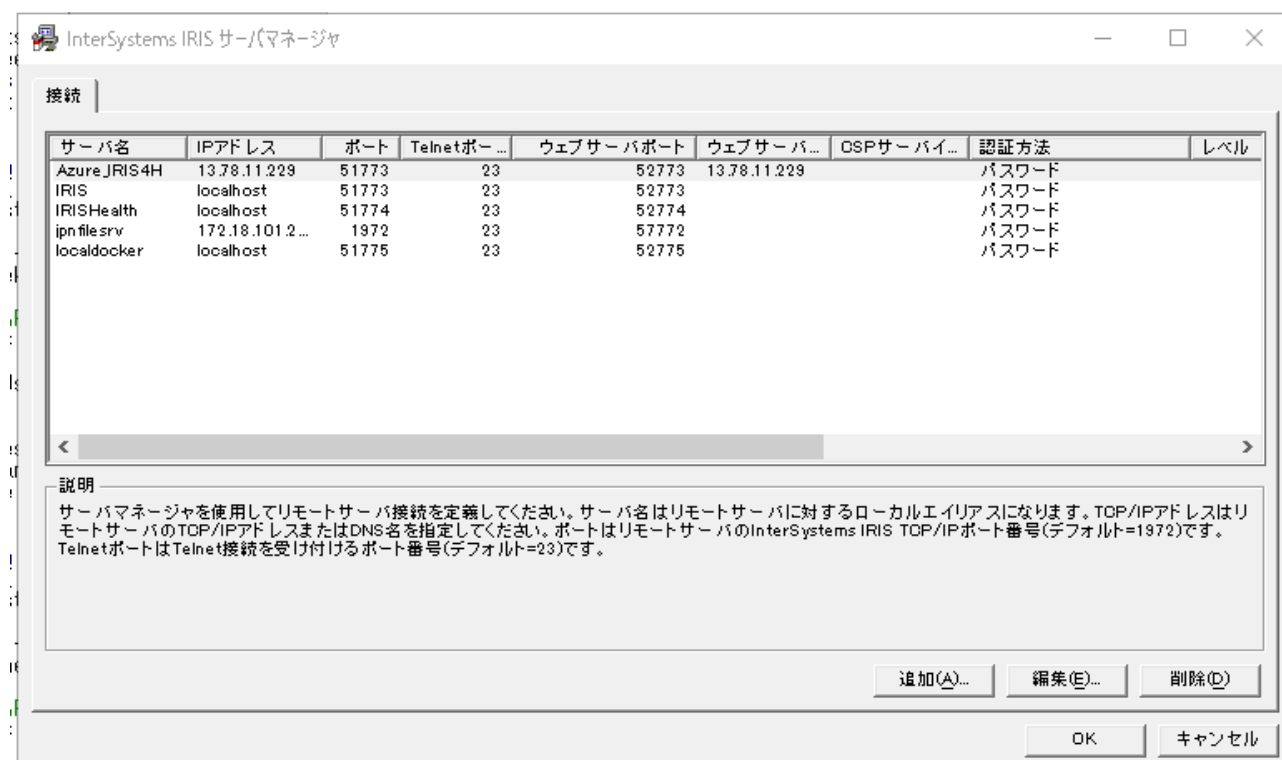 InterSystems IRIS サーバマネージャ
接続
サーバ名 IPアドレス ポート Telnetポー... ウェブサーバポート ウェブサーバ... CSPサーバイ... 認証方法 レベル
Azure_IRIS4H 13.78.11.229 51773 23 52773 13.78.11.229 パスワード
IRIS localhost 51773 23 52773 パスワード
IRISHealth localhost 51774 23 52774 パスワード
jpnfilesrv 172.18.101.2... 1972 23 57772 パスワード
localdocker localhost 51775 23 52775 パスワード
説明
サーバマネージャを使用してリモートサーバ接続を定義してください。サーバ名はリモートサーバに対するローカルエイリアスになります。TCP/IPアドレスはリ
モートサーバのTCP/IPアドレスまたはDNS名を指定してください。ポートはリモートサーバのInterSystems IRIS TCP/IPポート番号(デフォルト=1972)です。
TelnetポートはTelnet接続を受け付けるポート番号(デフォルト=23)です。
追加(A)... 編集(E)... 削除(D)
OK キャンセル